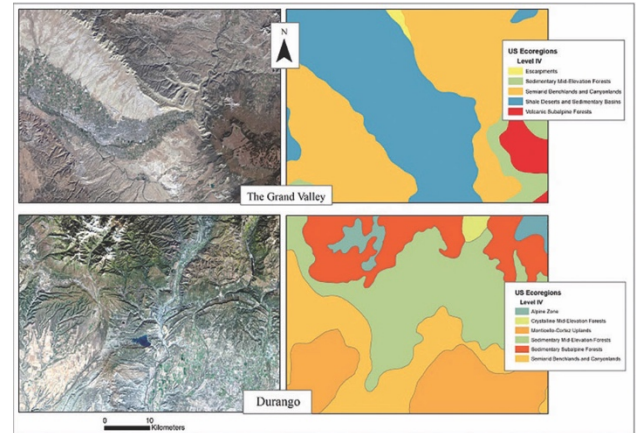 N
US Ecoregions
Level IV
Escarpments
Sedimentary Mid-Elevation Forests
Semiarid Benchlands and Canyonlands
Shale Deserts and Sedimentary Basins
Volcanic Subalpine Forests
The Grand Valley
US Ecoregions
Level IV
Alpine Zone
Crystalline Mid-Elevation Forests
Monticello-Cortez Uplands
Sedimentary Mid-Elevation Forests
Sedimentary Subalpine Forests
Semiarid Benchlands and Canyonlands
Durango
0 10
Kilometers